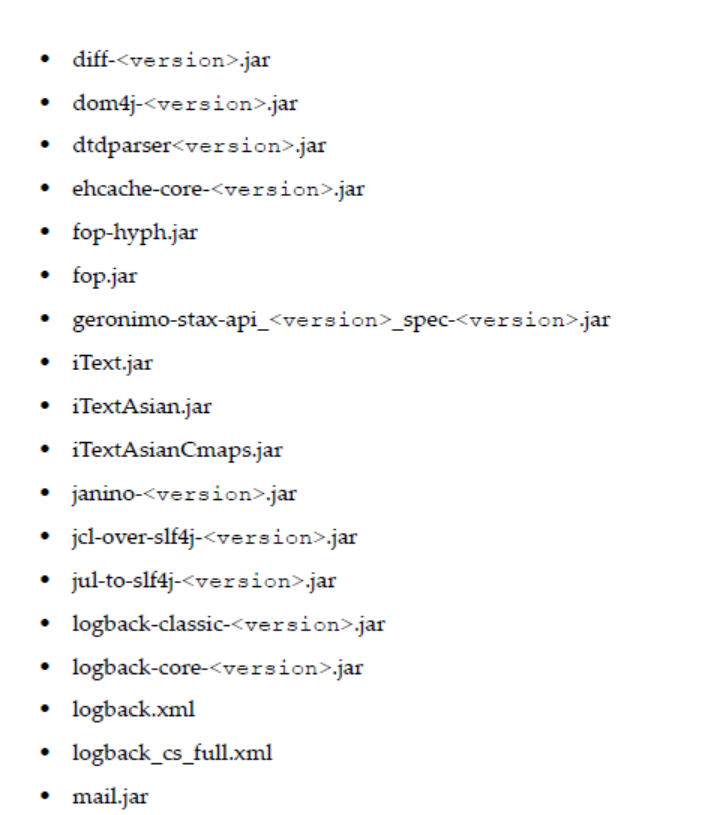 • diff-<version>.jar
• dom4j-<version>.jar
• dtdparser<version>.jar
• ehcache-core-<version>.jar
• fop-hyph.jar
• fop.jar
• geronimo-stax-api_<version>_spec-<version>.jar
• iText.jar
• iTextAsian.jar
• iTextAsianCmaps.jar
• janino-<version>.jar
• jcl-over-slf4j-<version>.jar
• jul-to-slf4j-<version>.jar
• logback-classic-<version>.jar
• logback-core-<version>.jar
• logback.xml
• logback_cs_full.xml
• mail.jar